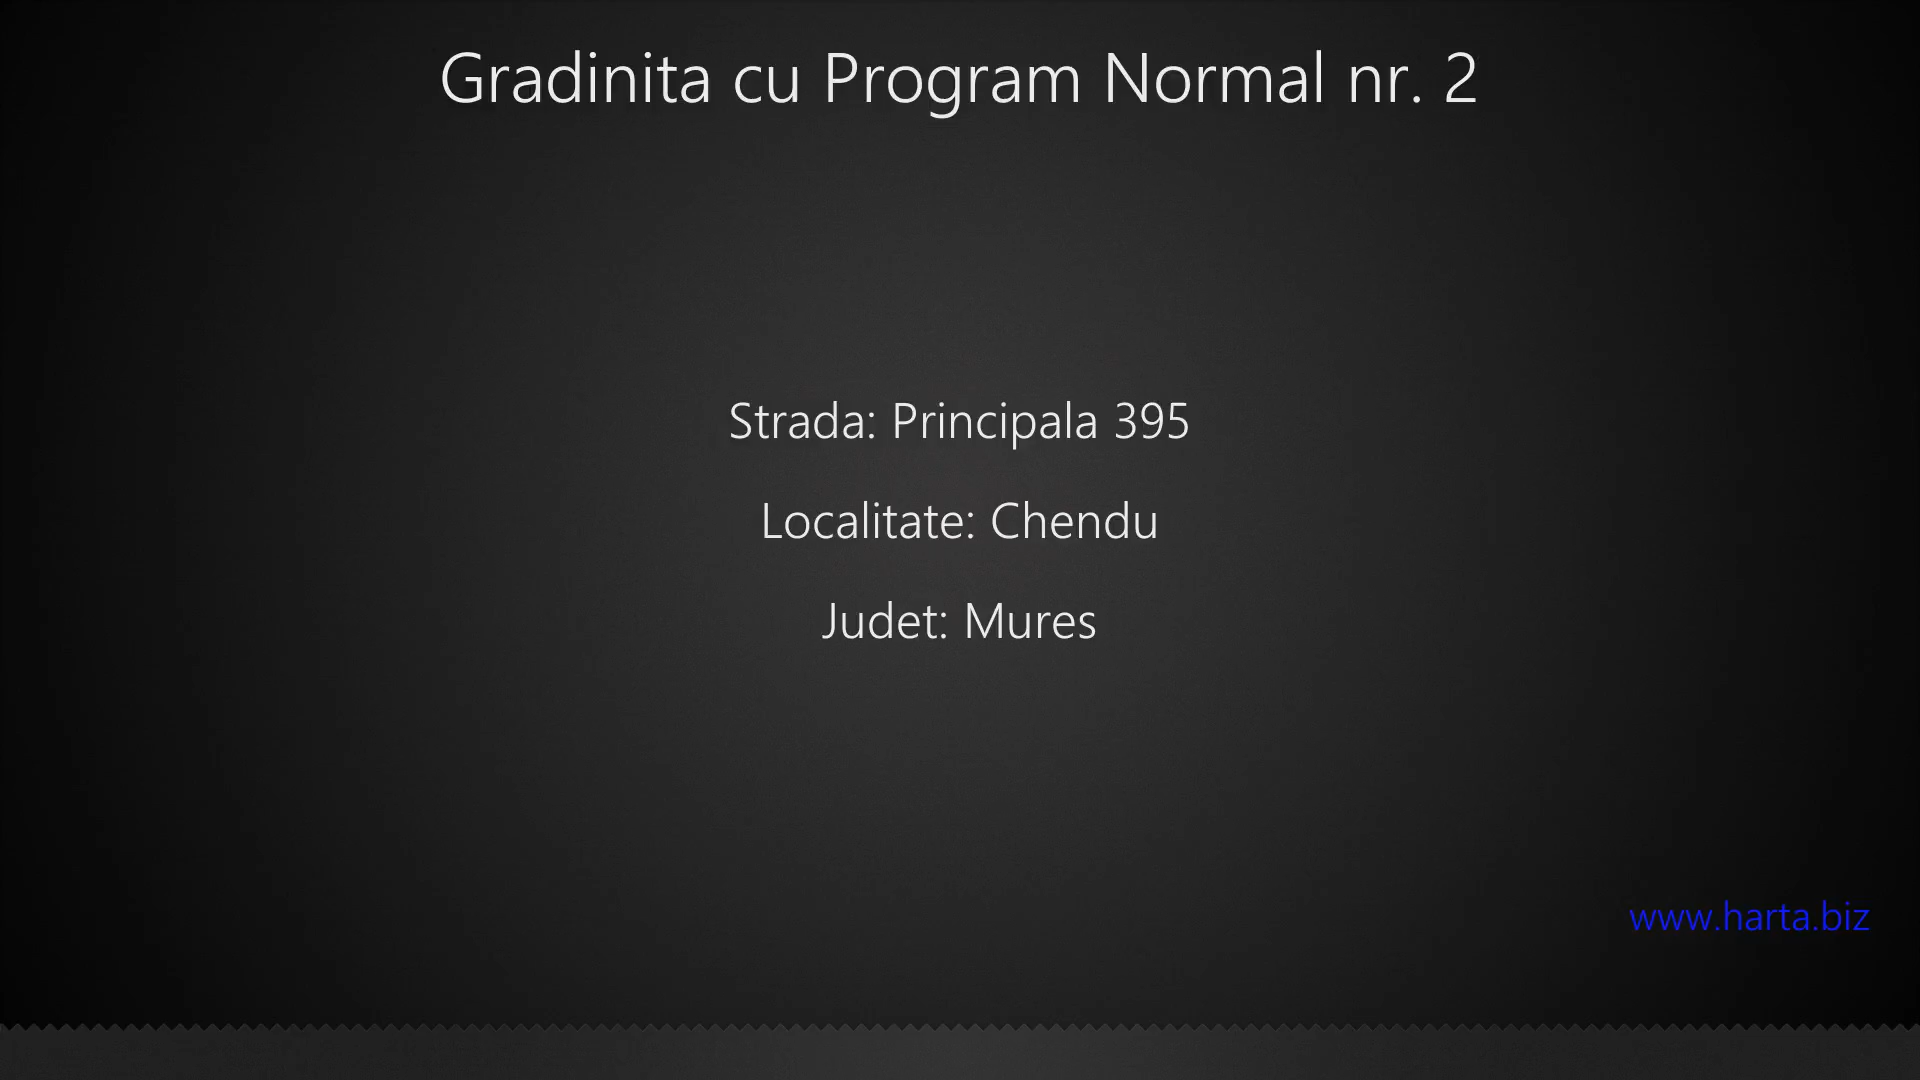 Gradinita cu Program Normal nr. 2
Strada: Principala 395
Localitate: Chendu
Judet: Mures
www.harta.biz